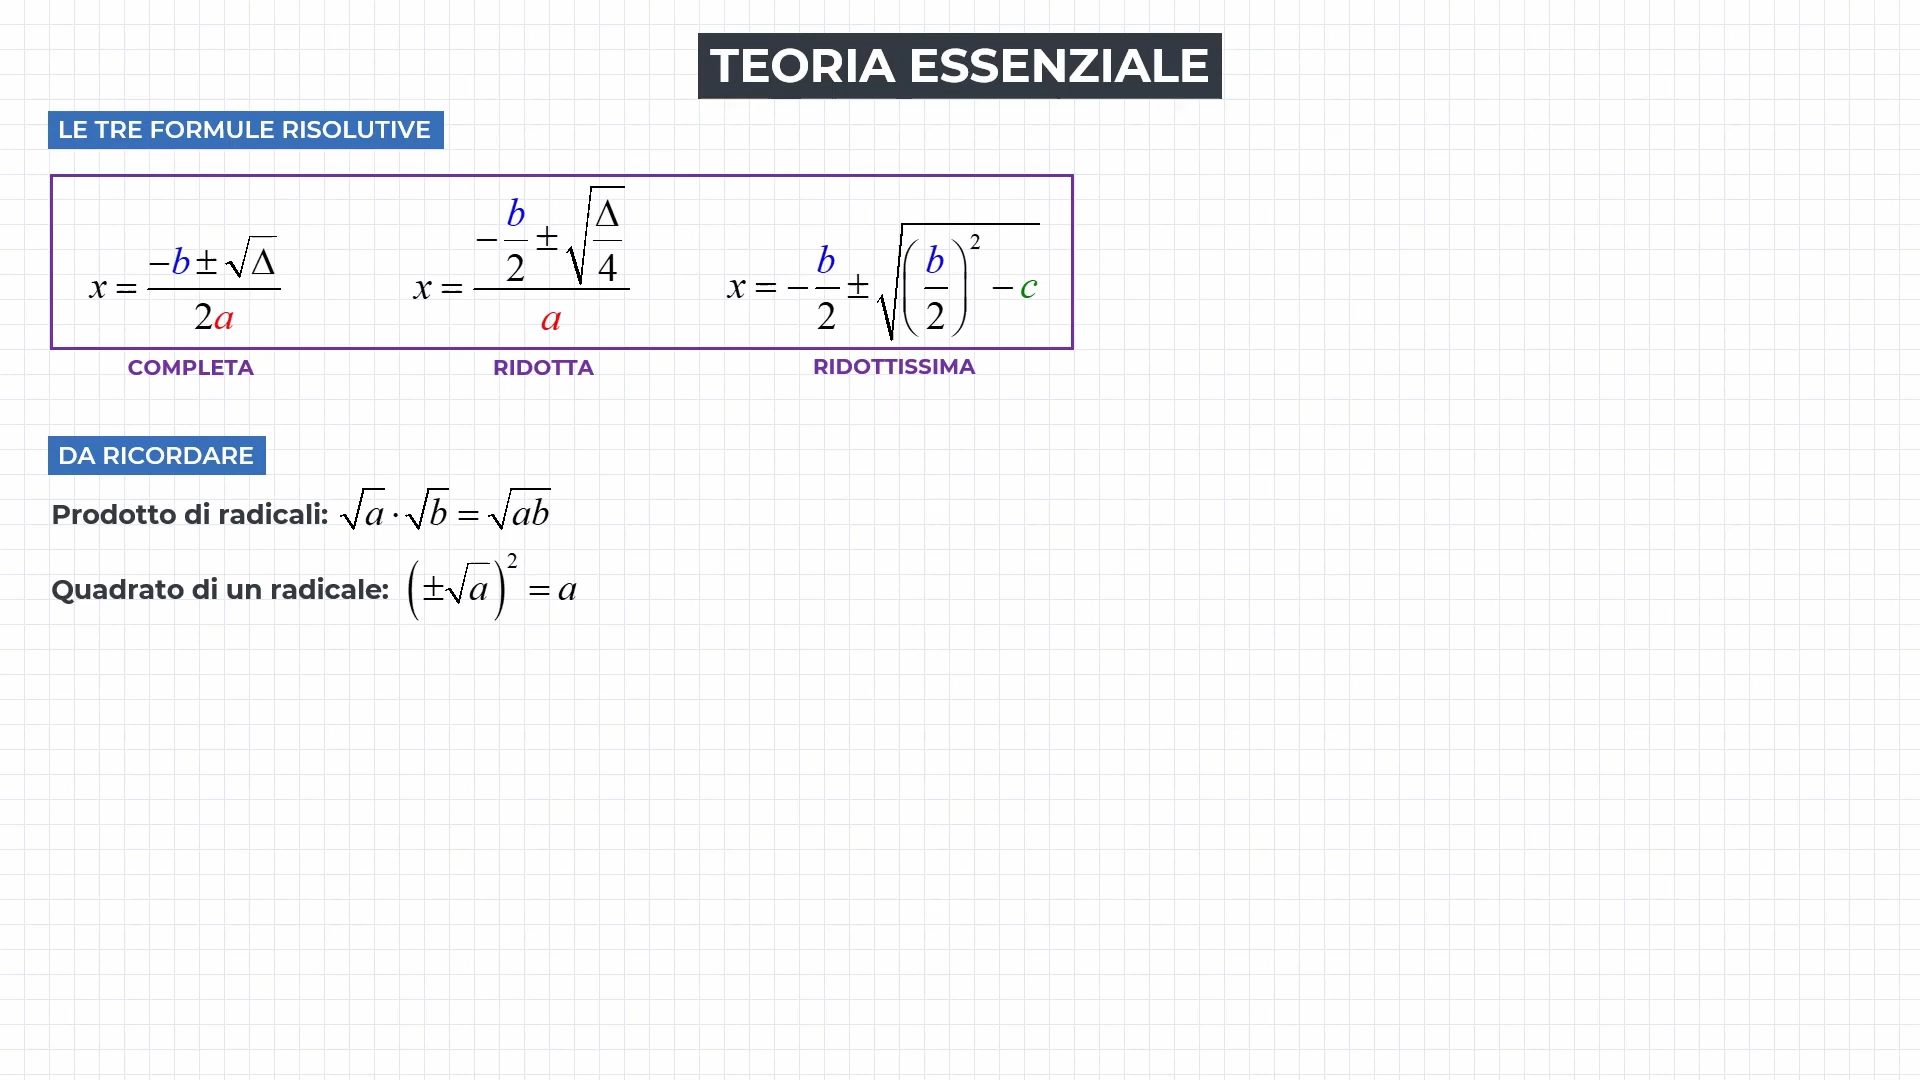 TEORIA ESSENZIALE
LE TRE FORMULE RISOLUTIVE
x = (−b ± √Δ) / 2a
x = (−b/2 ± √(Δ/4)) / a
x = −b/2 ± √((b/2)² − c)
COMPLETA RIDOTTA RIDOTTISSIMA
DA RICORDARE
Prodotto di radicali: √a · √b = √ab
Quadrato di un radicale: (±√a)² = a